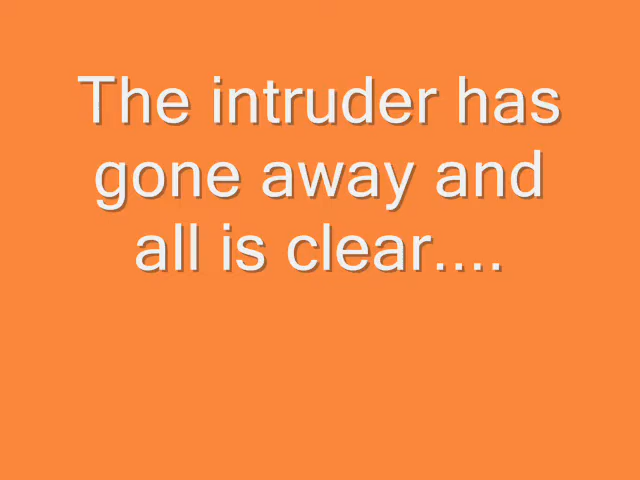 The intruder has
gone away and
all is clear....